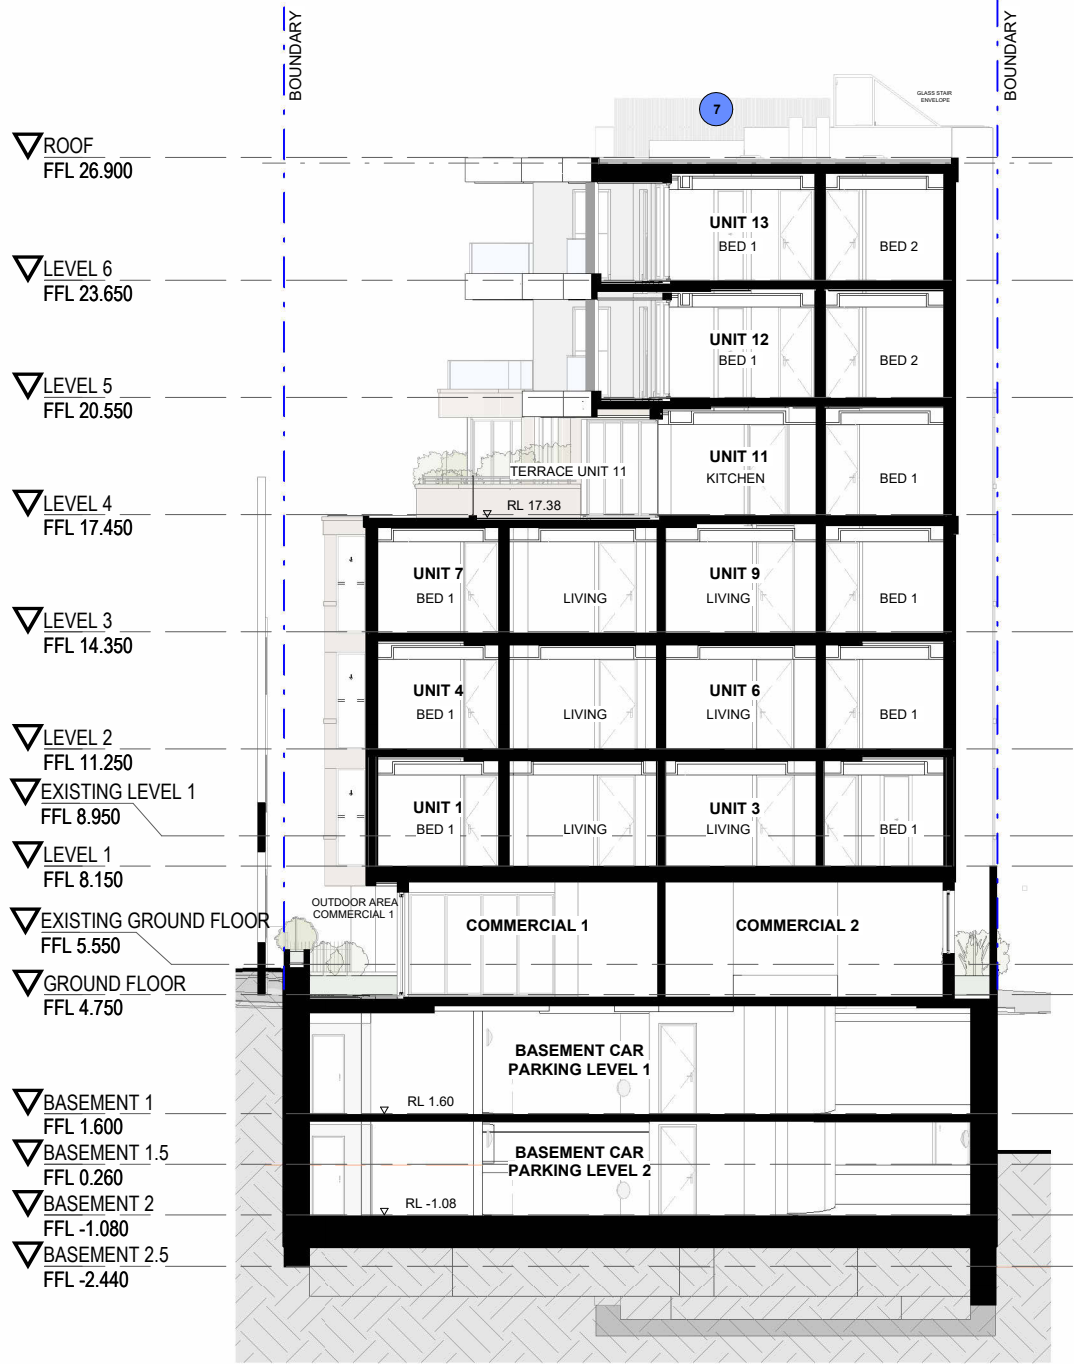 BOUNDARY
BOUNDARY
GLASS STAIR
ENVELOPE
7
ROOF
FFL 26.900
UNIT 13
BED 1
BED 2
LEVEL 6
FFL 23.650
UNIT 12
BED 1
BED 2
LEVEL 5
FFL 20.550
UNIT 11
KITCHEN
BED 1
TERRACE UNIT 11
RL 17.38
LEVEL 4
FFL 17.450
UNIT 7
BED 1
LIVING
UNIT 9
LIVING
BED 1
LEVEL 3
FFL 14.350
UNIT 4
BED 1
LIVING
UNIT 6
LIVING
BED 1
LEVEL 2
FFL 11.250
EXISTING LEVEL 1
FFL 8.950
UNIT 1
BED 1
LIVING
UNIT 3
LIVING
BED 1
LEVEL 1
FFL 8.150
OUTDOOR AREA
COMMERCIAL 1
COMMERCIAL 1
COMMERCIAL 2
EXISTING GROUND FLOOR
FFL 5.550
GROUND FLOOR
FFL 4.750
BASEMENT CAR
PARKING LEVEL 1
RL 1.60
BASEMENT 1
FFL 1.600
BASEMENT 1.5
FFL 0.260
BASEMENT CAR
PARKING LEVEL 2
RL -1.08
BASEMENT 2
FFL -1.080
BASEMENT 2.5
FFL -2.440